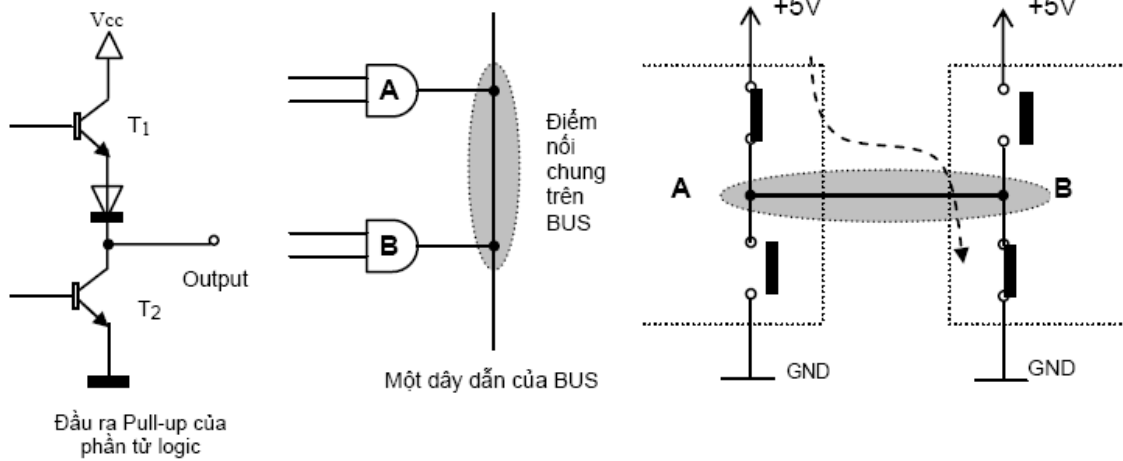 Vcc
T1
T2
Output
Đầu ra Pull-up của
phần tử logic
A
B
Điểm
nối
chung
trên
BUS
Một dây dẫn của BUS
+5V
+5V
A
B
GND
GND